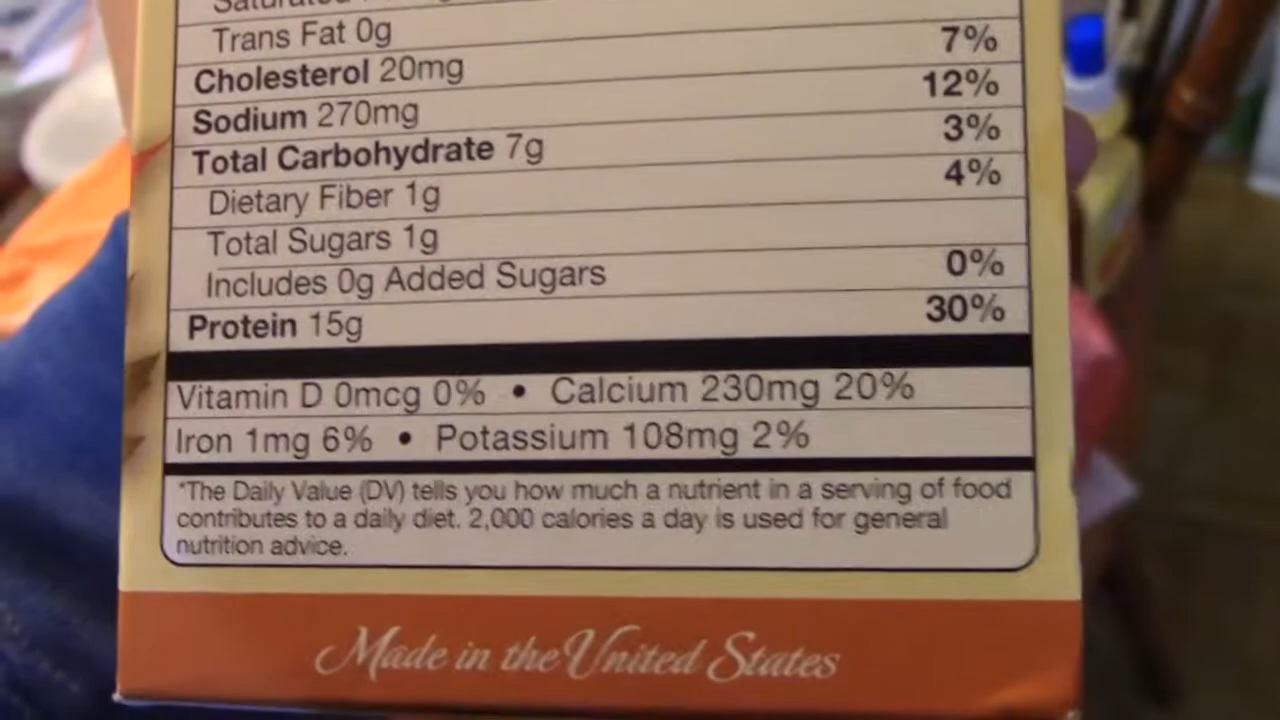 Saturated
Trans Fat 0g
Cholesterol 20mg 7%
Sodium 270mg 12%
Total Carbohydrate 7g 3%
Dietary Fiber 1g 4%
Total Sugars 1g
Includes 0g Added Sugars 0%
Protein 15g 30%
Vitamin D 0mcg 0% • Calcium 230mg 20%
Iron 1mg 6% • Potassium 108mg 2%
*The Daily Value (DV) tells you how much a nutrient in a serving of food
contributes to a daily diet. 2,000 calories a day is used for general
nutrition advice.
Made in the United States